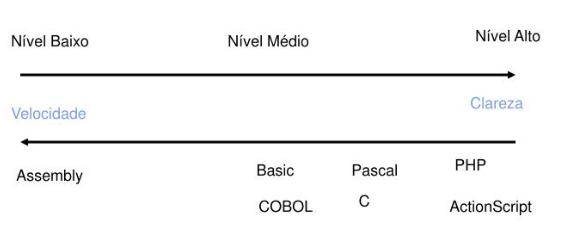 Nível Baixo Nível Médio Nível Alto
Velocidade Clareza
Assembly Basic Pascal PHP
COBOL C ActionScript